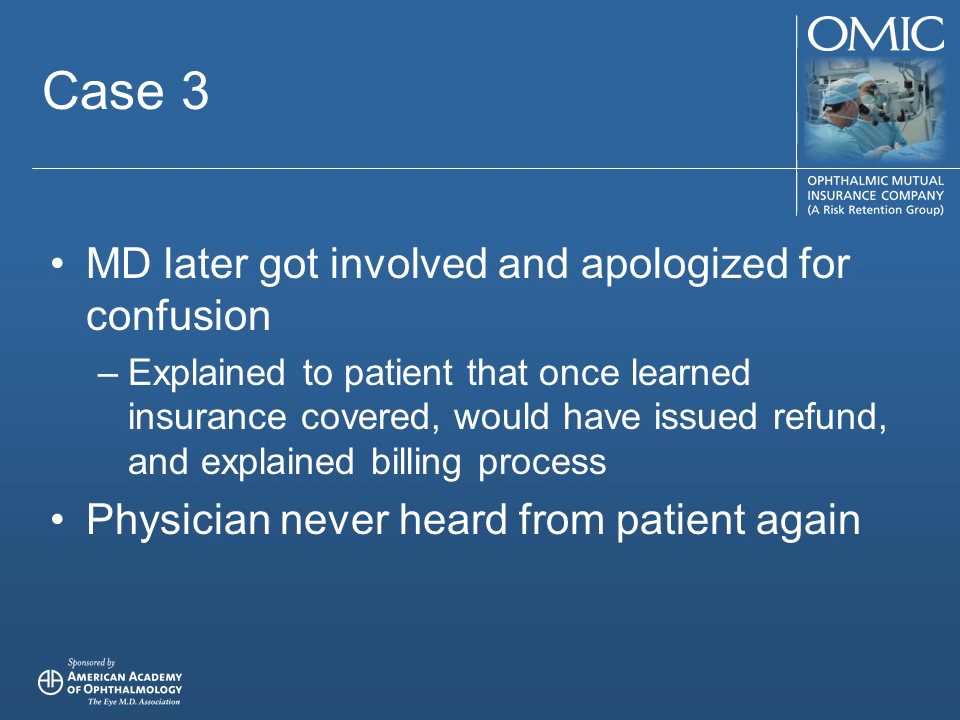 OMIC
Case 3
OPHTHALMIC MUTUAL
INSURANCE COMPANY
(A Risk Retention Group)
• MD later got involved and apologized for
confusion
– Explained to patient that once learned
insurance covered, would have issued refund,
and explained billing process
• Physician never heard from patient again
Sponsored by
AMERICAN ACADEMY
OF OPHTHALMOLOGY
The Eye M.D. Association